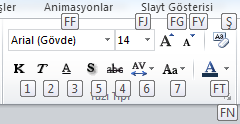 şler Animasyonlar Slayt Gösterisi
FF FJ FG FY Ş
Arial (Gövde) 14 A A
K T A S abc AV Aa A
1 2 3 4 5 6 7 FT
Yazı Tipi
FN